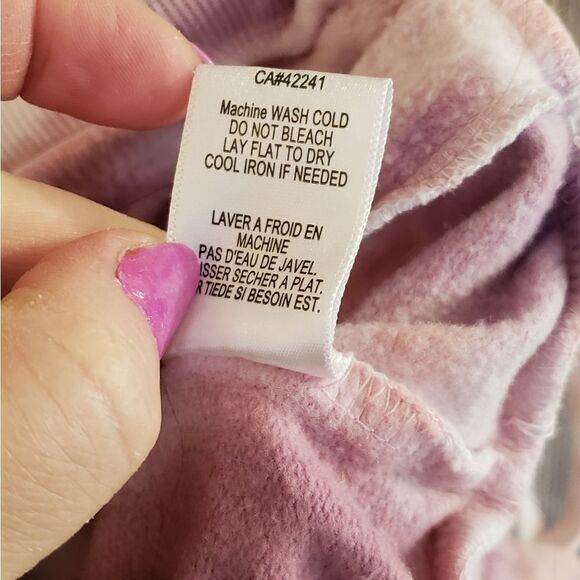 CA#42241
Machine WASH COLD
DO NOT BLEACH
LAY FLAT TO DRY
COOL IRON IF NEEDED
LAVER A FROID EN
MACHINE
PAS D'EAU DE JAVEL.
SECHER A PLAT.
TIEDE SI BESOIN EST.